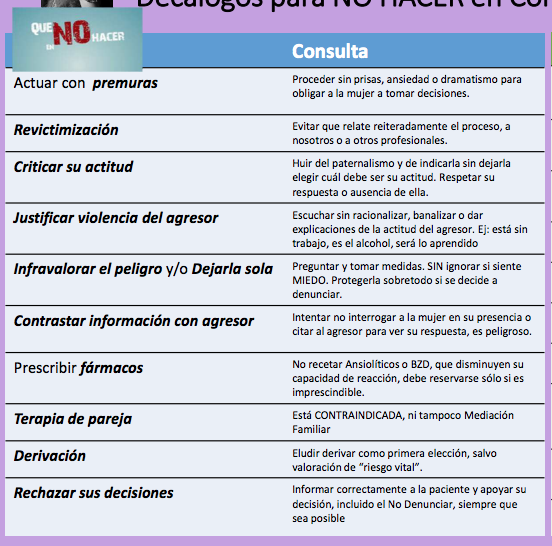 Decálogos para NO HACER en Con
QUE NO HACER
EN
Consulta
Actuar con premuras
Proceder sin prisas, ansiedad o dramatismo para
obligar a la mujer a tomar decisiones.
Revictimización
Evitar que relate reiteradamente el proceso, a
nosotros o a otros profesionales.
Criticar su actitud
Huir del paternalismo y de indicarla sin dejarla
elegir cuál debe ser su actitud. Respetar su
respuesta o ausencia de ella.
Justificar violencia del agresor
Escuchar sin racionalizar, banalizar o dar
explicaciones de la actitud del agresor. Ej: está sin
trabajo, es el alcohol, será lo aprendido
Infravalorar el peligro y/o Dejarla sola
Preguntar y tomar medidas. SIN ignorar si siente
MIEDO. Protegerla sobretodo si se decide a
denunciar.
Contrastar información con agresor
Intentar no interrogar a la mujer en su presencia o
citar al agresor para ver su respuesta, es peligroso.
Prescribir fármacos
No recetar Ansiolíticos o BZD, que disminuyen su
capacidad de reacción, debe reservarse sólo si es
imprescindible.
Terapia de pareja
Está CONTRAINDICADA, ni tampoco Mediación
Familiar
Derivación
Eludir derivar como primera elección, salvo
valoración de “riesgo vital”.
Rechazar sus decisiones
Informar correctamente a la paciente y apoyar su
decisión, incluido el No Denunciar, siempre que
sea posible